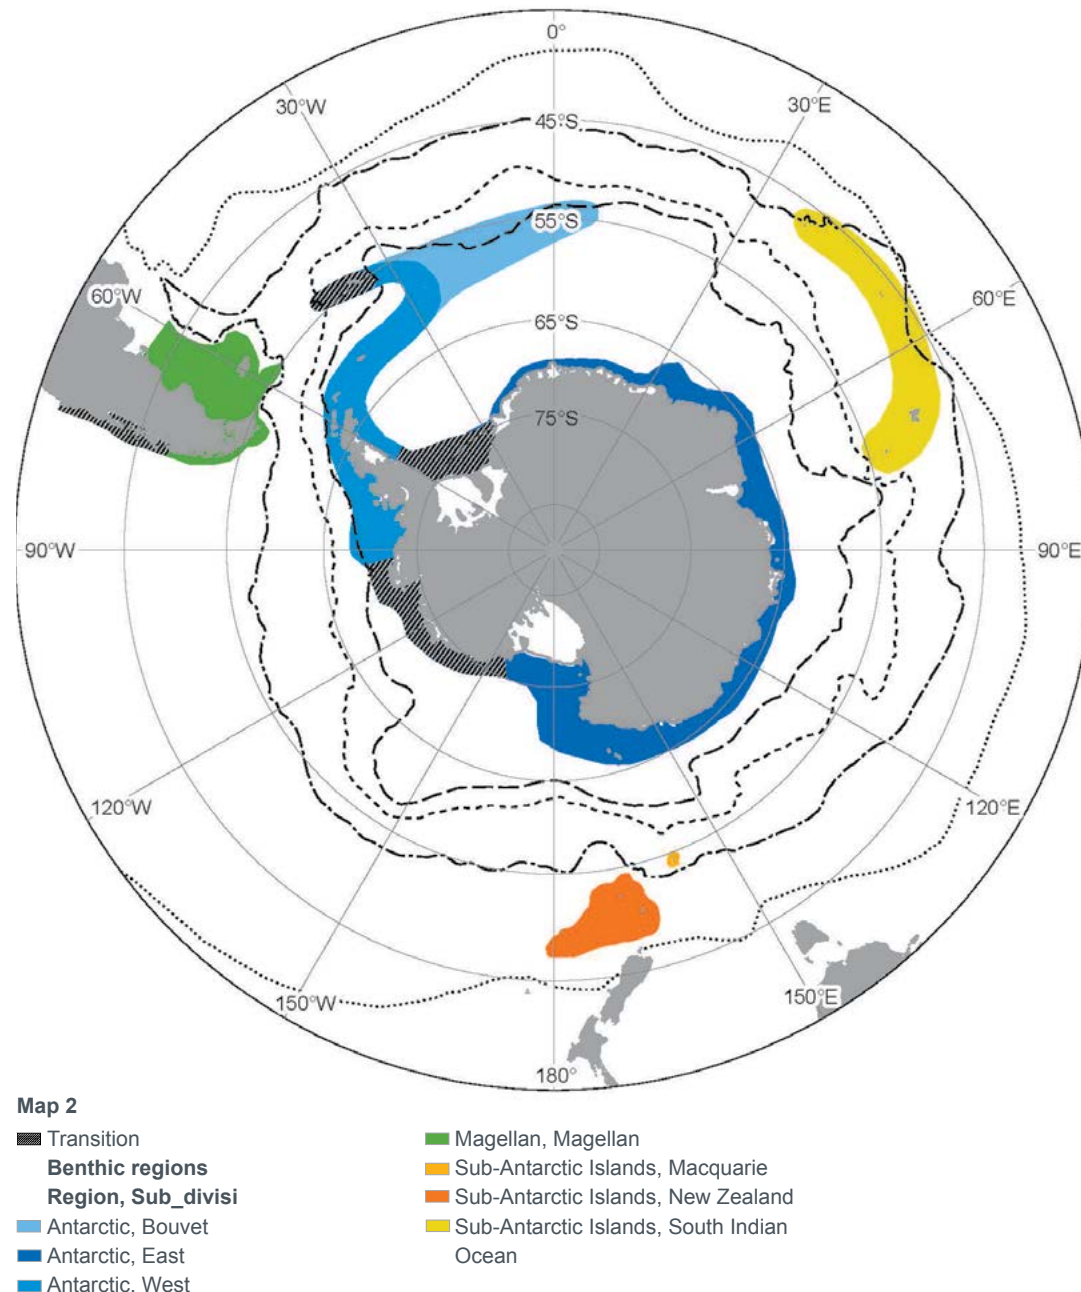 0°
30°W
30°E
45°S
55°S
60°W
60°E
65°S
75°S
90°W
90°E
120°W
120°E
150°W
150°E
180°
Map 2
Transition
Benthic regions
Region, Sub_divisi
Antarctic, Bouvet
Antarctic, East
Antarctic, West
Magellan, Magellan
Sub-Antarctic Islands, Macquarie
Sub-Antarctic Islands, New Zealand
Sub-Antarctic Islands, South Indian
Ocean